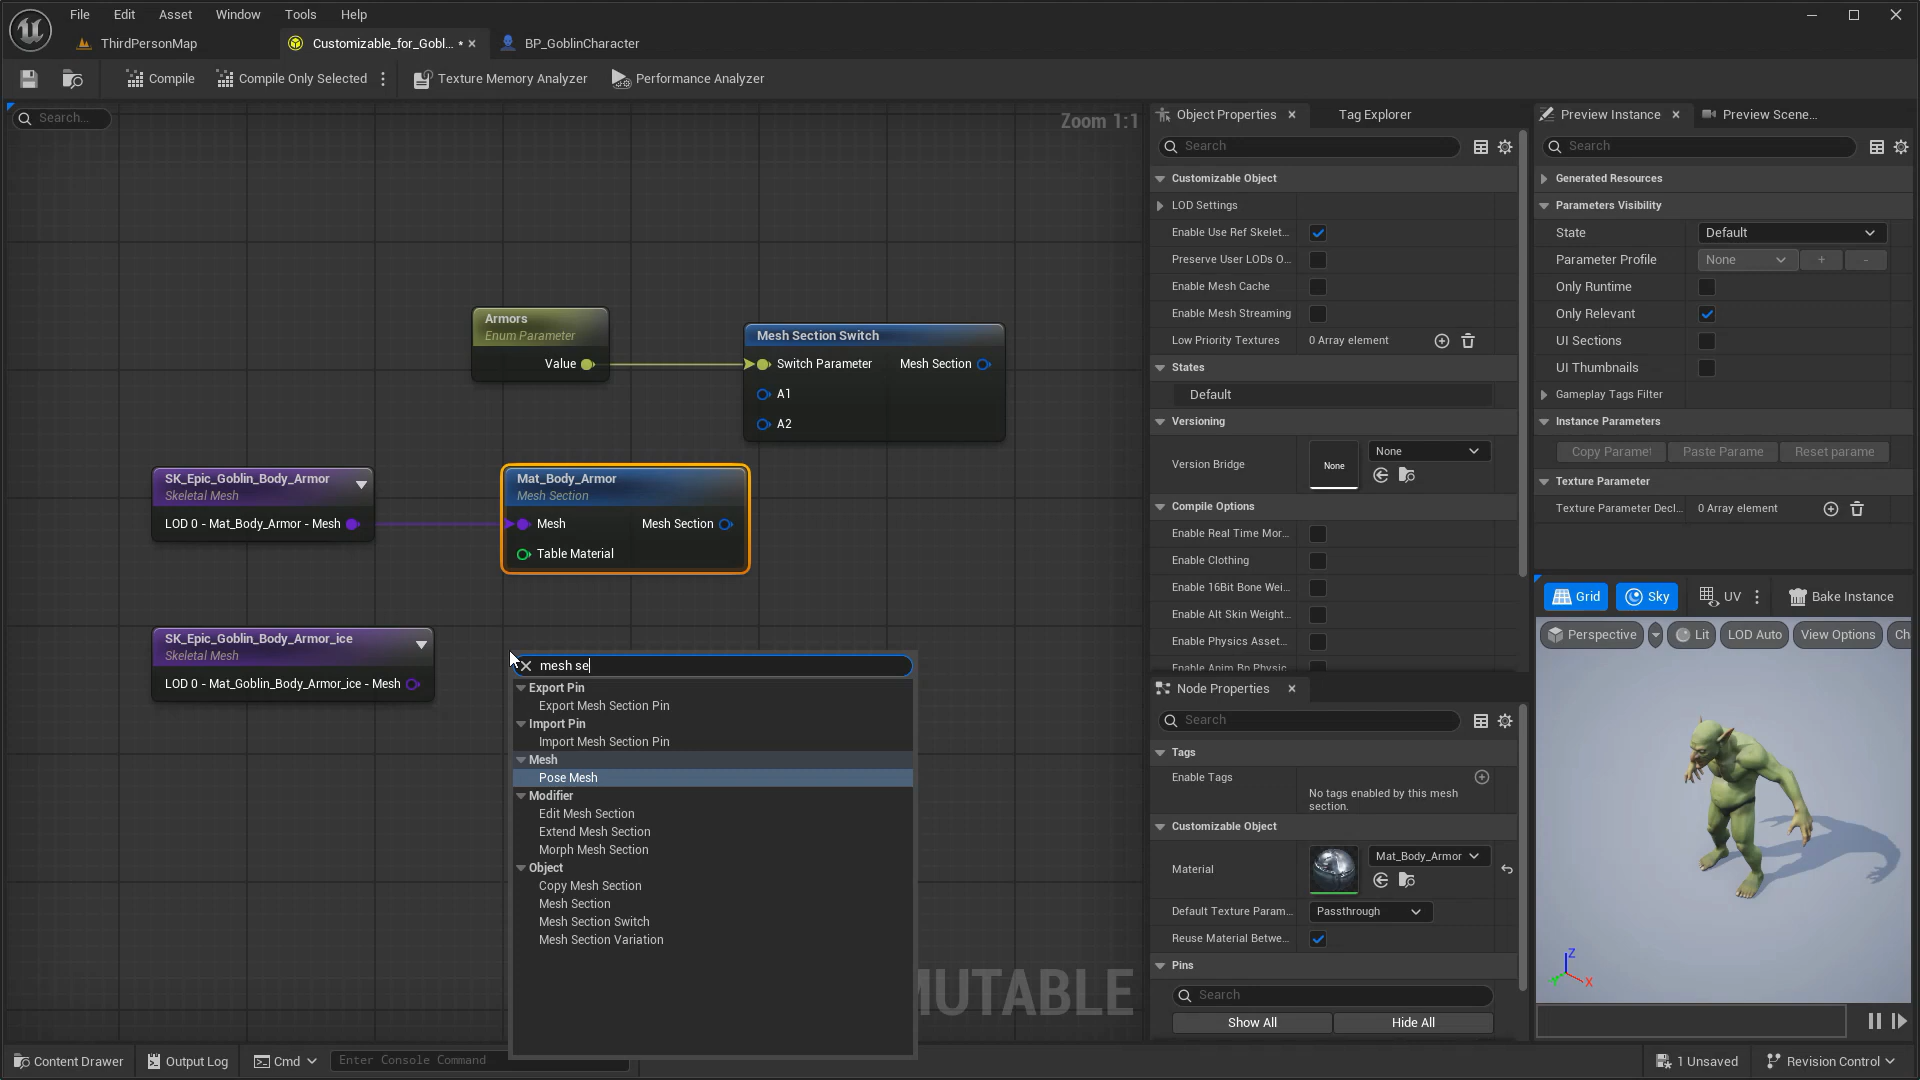 File Edit Asset Window Tools Help
ThirdPersonMap
Customizable_for_Gobl... •
BP_GoblinCharacter
Compile
Compile Only Selected
Texture Memory Analyzer
Performance Analyzer
Search...
Zoom 1:1
Armors
Enum Parameter
Value
Mesh Section Switch
Switch Parameter
Mesh Section
A1
A2
SK_Epic_Goblin_Body_Armor
Skeletal Mesh
LOD 0 - Mat_Body_Armor - Mesh
Mat_Body_Armor
Mesh Section
Mesh
Mesh Section
Table Material
SK_Epic_Goblin_Body_Armor_ice
Skeletal Mesh
LOD 0 - Mat_Goblin_Body_Armor_ice - Mesh
mesh se
Export Pin
Export Mesh Section Pin
Import Pin
Import Mesh Section Pin
Mesh
Pose Mesh
Modifier
Edit Mesh Section
Extend Mesh Section
Morph Mesh Section
Object
Copy Mesh Section
Mesh Section
Mesh Section Switch
Mesh Section Variation
MUTABLE
Object Properties
Tag Explorer
Search
Customizable Object
LOD Settings
Enable Use Ref Skelet...
Preserve User LODs O...
Enable Mesh Cache
Enable Mesh Streaming
Low Priority Textures 0 Array element
States
Default
Versioning
Version Bridge None None
Compile Options
Enable Real Time Mor...
Enable Clothing
Enable 16Bit Bone Wei...
Enable Alt Skin Weight...
Enable Physics Asset...
Enable Anim Bp Physic
Node Properties
Search
Tags
Enable Tags
No tags enabled by this mesh
section.
Customizable Object
Material Mat_Body_Armor
Default Texture Param... Passthrough
Reuse Material Betwe...
Pins
Search
Show All Hide All
Preview Instance
Preview Scene...
Search
Generated Resources
Parameters Visibility
State Default
Parameter Profile None + -
Only Runtime
Only Relevant
UI Sections
UI Thumbnails
Gameplay Tags Filter
Instance Parameters
Copy Paramet Paste Parame Reset parame
Texture Parameter
Texture Parameter Decl... 0 Array element
Grid Sky UV Bake Instance
Perspective Lit LOD Auto View Options Ch
Z
Y
X
Content Drawer
Output Log
Cmd
Enter Console Command
1 Unsaved
Revision Control